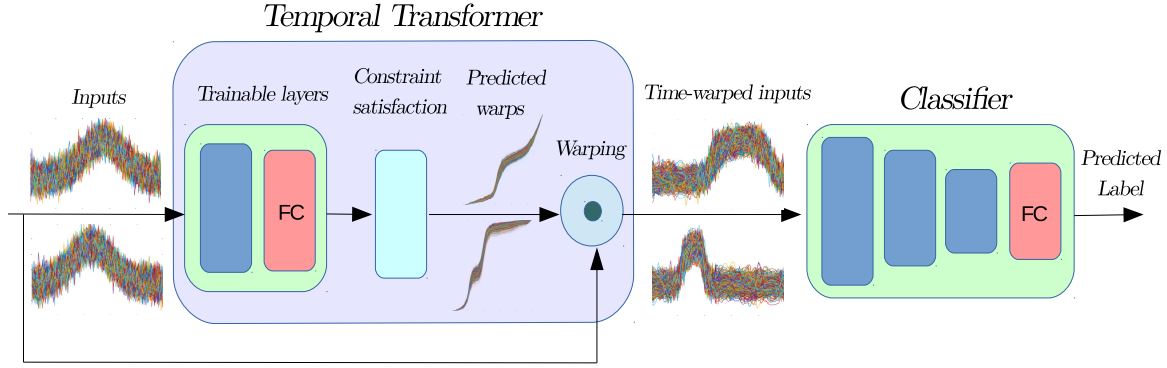 Temporal Transformer
Inputs
Trainable layers
Constraint
satisfaction
Predicted
warps
Warping
Time-warped inputs
Classifier
Predicted
Label
FC
FC